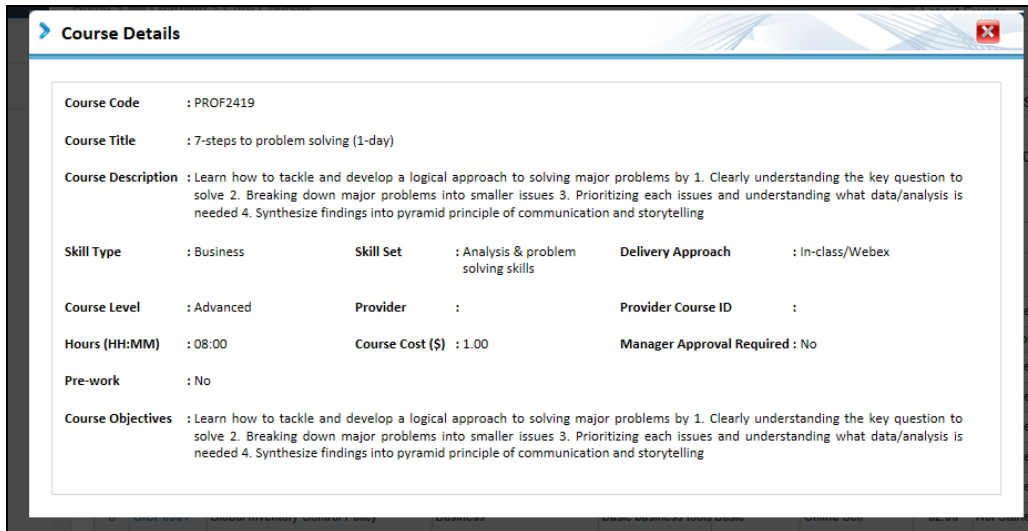 Course Details
Course Code : PROF2419
Course Title : 7-steps to problem solving (1-day)
Course Description : Learn how to tackle and develop a logical approach to solving major problems by 1. Clearly understanding the key question to
solve 2. Breaking down major problems into smaller issues 3. Prioritizing each issues and understanding what data/analysis is
needed 4. Synthesize findings into pyramid principle of communication and storytelling
Skill Type : Business Skill Set : Analysis & problem Delivery Approach : In-class/Webex
solving skills
Course Level : Advanced Provider : Provider Course ID :
Hours (HH:MM) : 08:00 Course Cost ($) : 1.00 Manager Approval Required : No
Pre-work : No
Course Objectives : Learn how to tackle and develop a logical approach to solving major problems by 1. Clearly understanding the key question to
solve 2. Breaking down major problems into smaller issues 3. Prioritizing each issues and understanding what data/analysis is
needed 4. Synthesize findings into pyramid principle of communication and storytelling